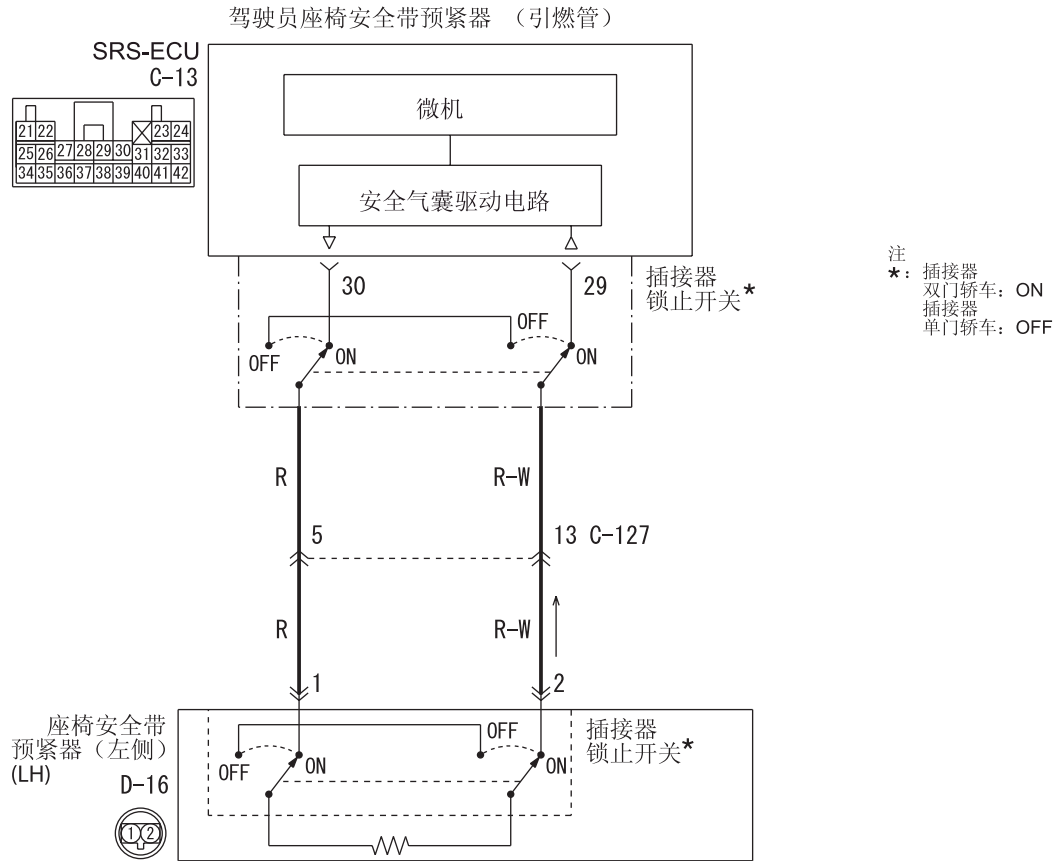 驾驶员座椅安全带预紧器 （引燃管）
SRS-ECU
C-13
21 22 23 24
25 26 27 28 29 30 31 32 33
34 35 36 37 38 39 40 41 42
微机
安全气囊驱动电路
30
29
插接器
锁止开关*
OFF
OFF
ON
ON
注
*：插接器
双门轿车：ON
插接器
单门轿车：OFF
R
R-W
5
13 C-127
R
R-W
1
2
座椅安全带
预紧器（左侧）
(LH)
D-16
1 2
OFF
OFF
ON
ON
插接器
锁止开关*